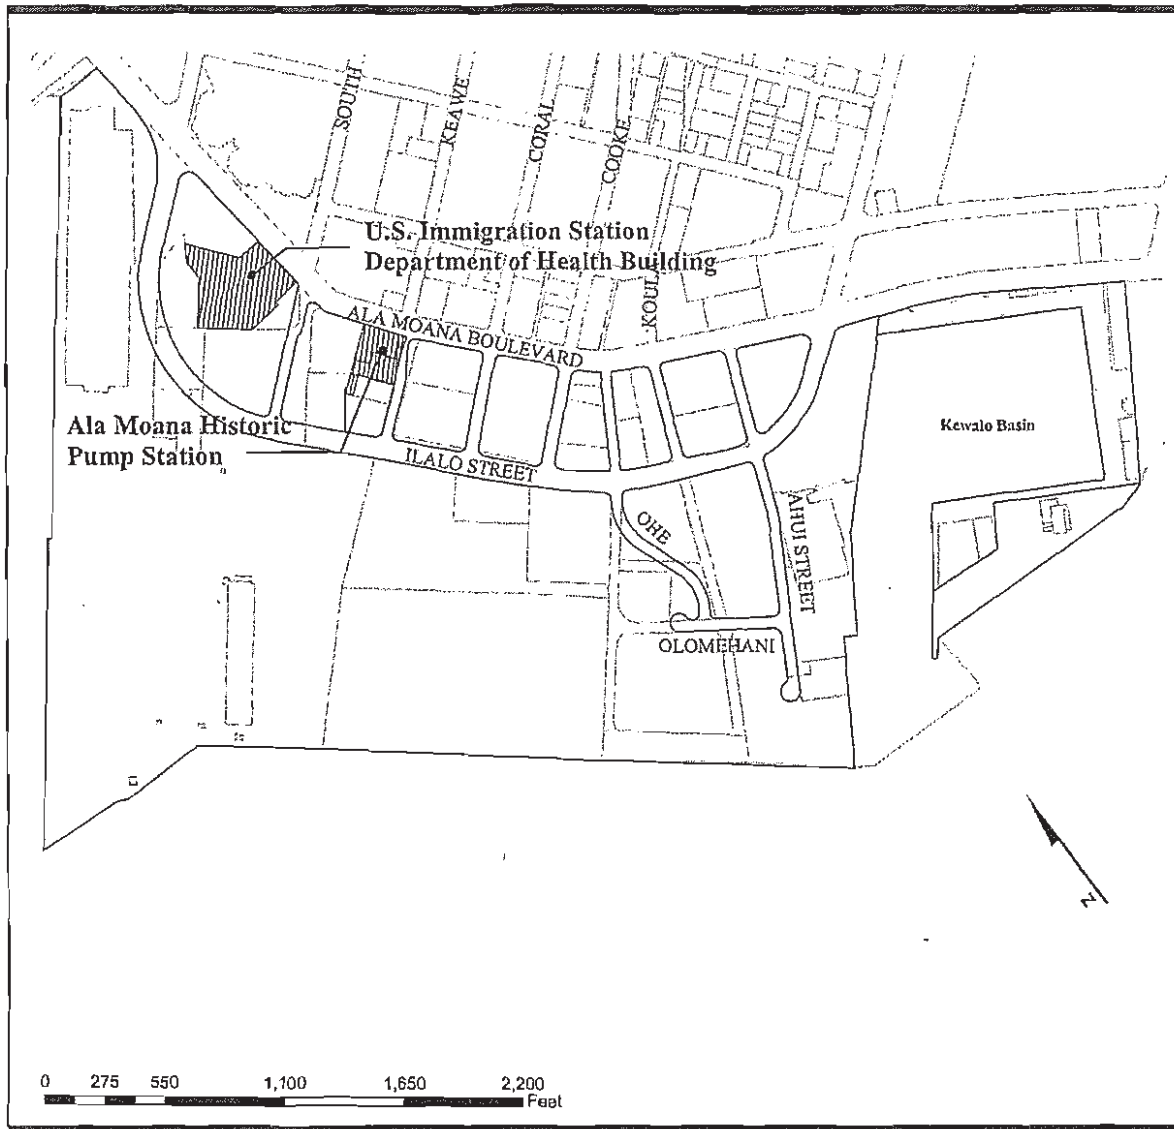 SOUTH
KEAWE
CORAL
COOKE
U.S. Immigration Station
Department of Health Building
KOUL
ALA MOANA BOULEVARD
Ala Moana Historic
Pump Station
ILALO STREET
Kewalo Basin
OHE
AHUI STREET
OLOMEHANI
N
0 275 550 1,100 1,650 2,200
Feet